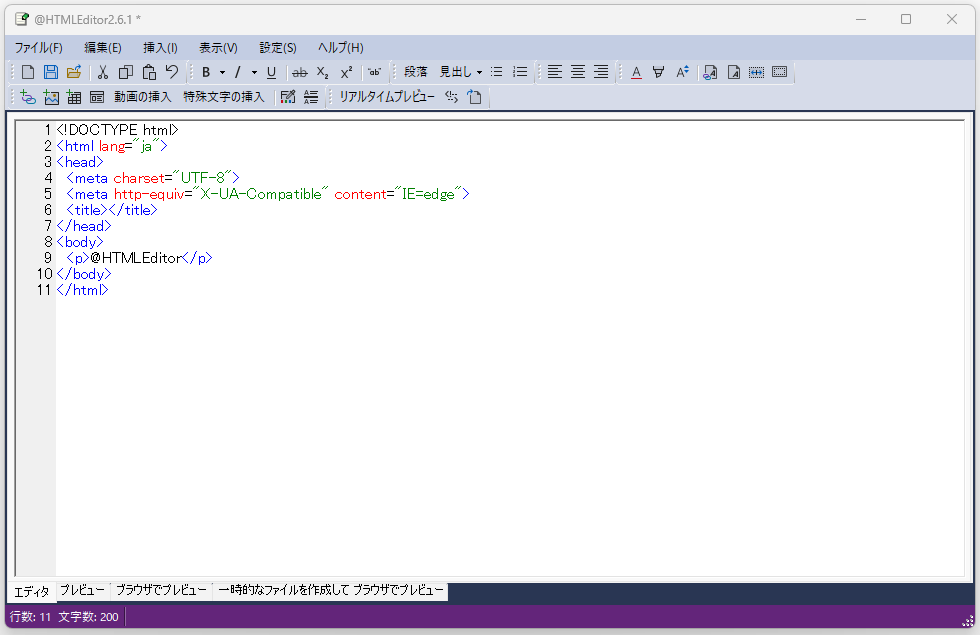 @HTMLEditor2.6.1 *
ファイル(F) 編集(E) 挿入(I) 表示(V) 設定(S) ヘルプ(H)
B I U ab X₂ x² "ab" 段落 見出し A A A
動画の挿入 特殊文字の挿入 リアルタイムプレビュー
1 <!DOCTYPE html>
2 <html lang="ja">
3 <head>
4 <meta charset="UTF-8">
5 <meta http-equiv="X-UA-Compatible" content="IE=edge">
6 <title></title>
7 </head>
8 <body>
9 <p>@HTMLEditor</p>
10 </body>
11 </html>
エディタ プレビュー ブラウザでプレビュー 一時的なファイルを作成して ブラウザでプレビュー
行数: 11 文字数: 200